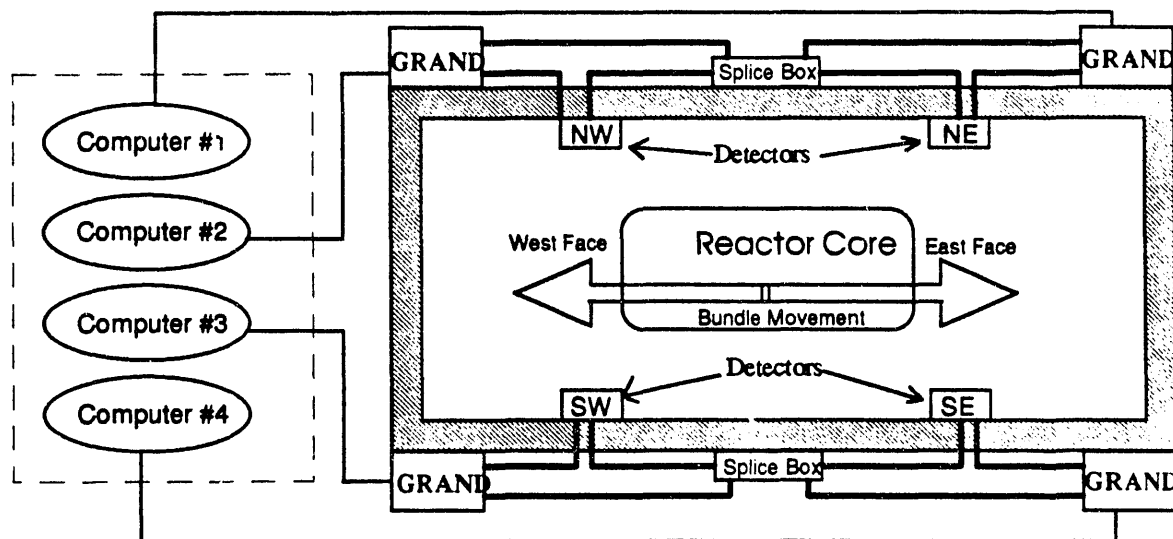 GRAND
Splice Box
GRAND
Computer #1
NW
NE
Detectors
Computer #2
West Face
Reactor Core
East Face
Computer #3
Bundle Movement
Detectors
Computer #4
SW
SE
GRAND
Splice Box
GRAND